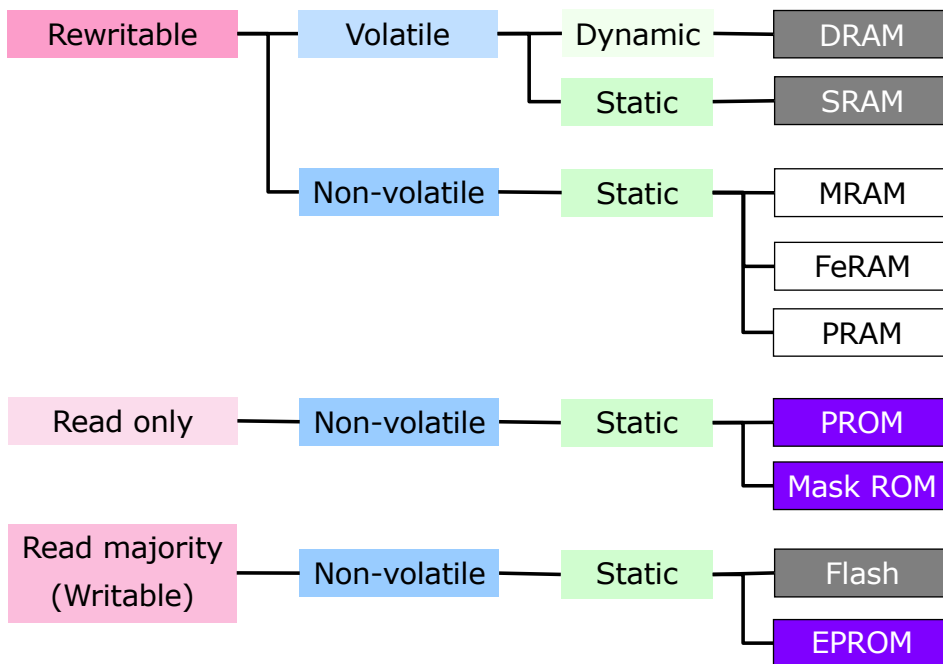 Rewritable
Volatile
Dynamic
DRAM
Static
SRAM
Non-volatile
Static
MRAM
FeRAM
PRAM
Read only
Non-volatile
Static
PROM
Mask ROM
Read majority
(Writable)
Non-volatile
Static
Flash
EPROM